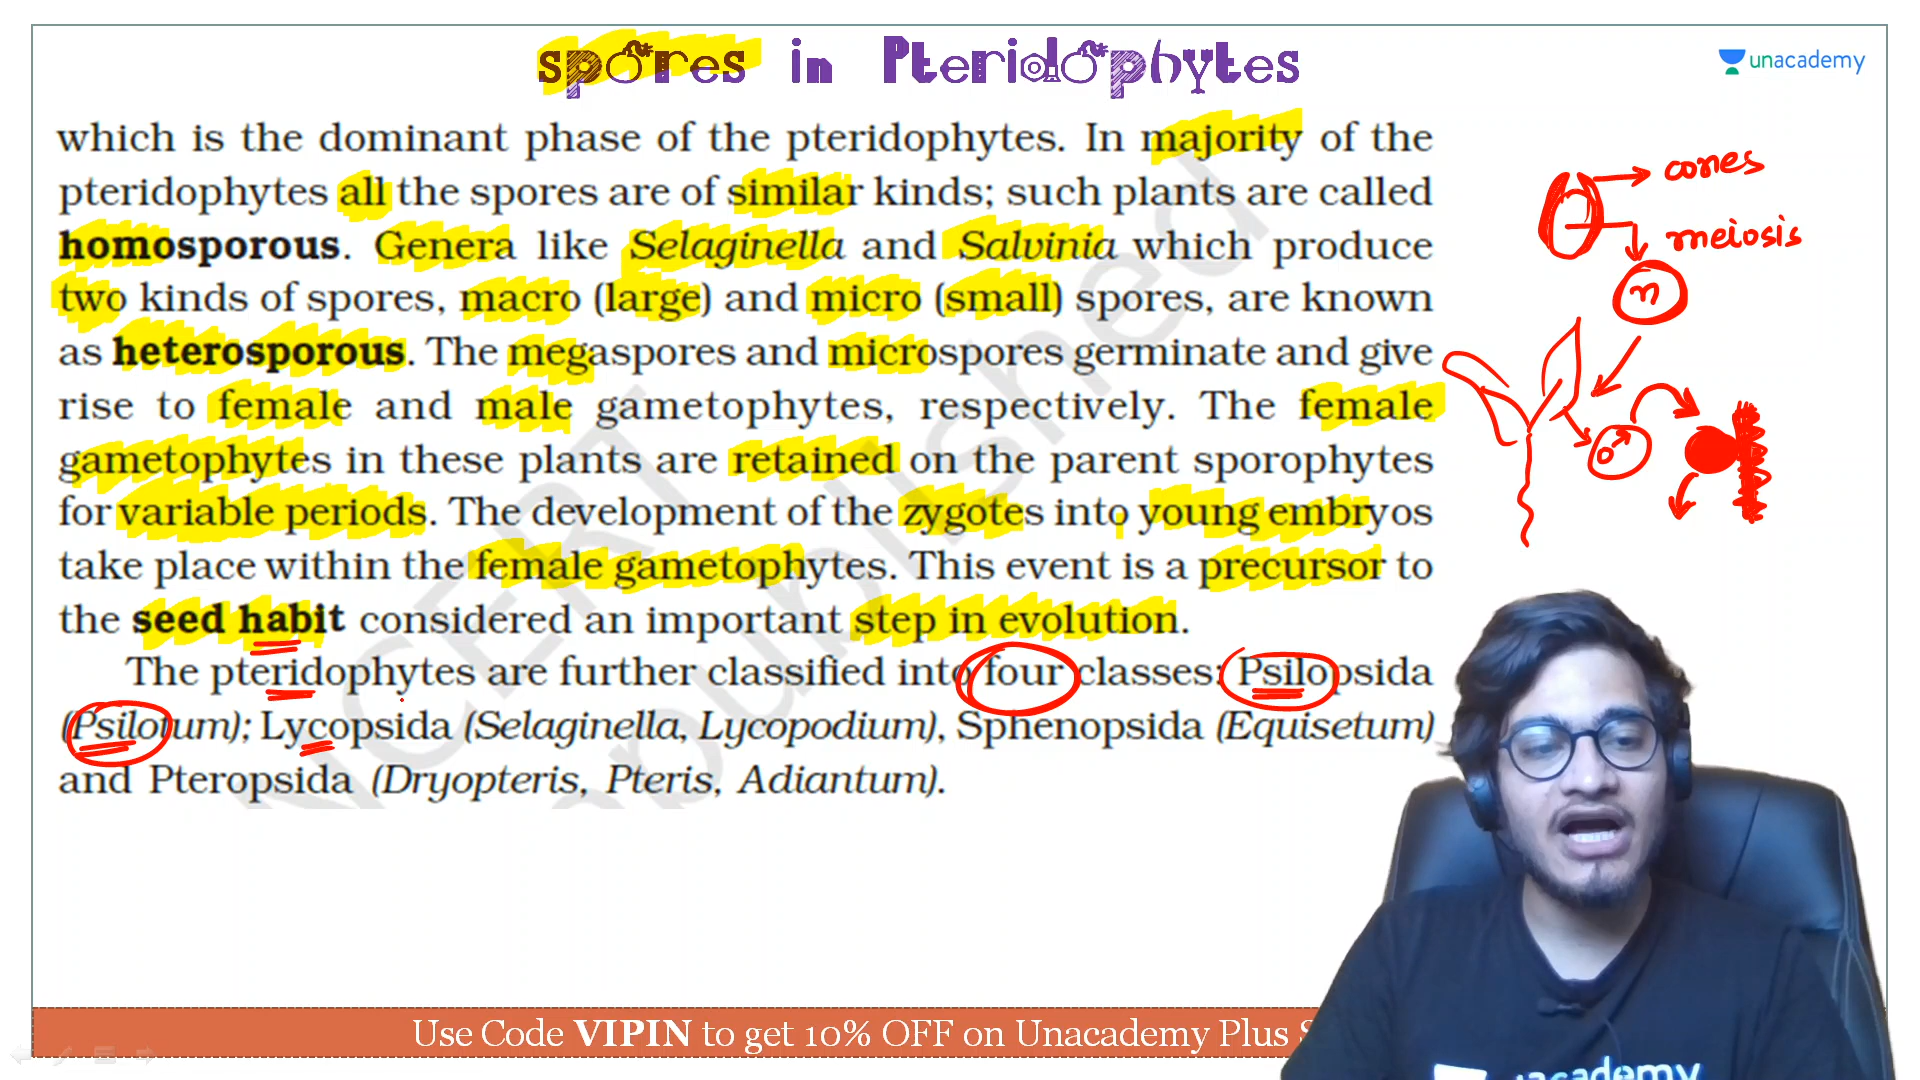 spores in Pteridophytes
unacademy
which is the dominant phase of the pteridophytes. In majority of the
pteridophytes all the spores are of similar kinds; such plants are called
homosporous. Genera like Selaginella and Salvinia which produce
two kinds of spores, macro (large) and micro (small) spores, are known
as heterosporous. The megaspores and microspores germinate and give
rise to female and male gametophytes, respectively. The female
gametophytes in these plants are retained on the parent sporophytes
for variable periods. The development of the zygotes into young embryos
take place within the female gametophytes. This event is a precursor to
the seed habit considered an important step in evolution.
The pteridophytes are further classified into four classes: Psilopsida
(Psilotum); Lycopsida (Selaginella, Lycopodium), Sphenopsida (Equisetum)
and Pteropsida (Dryopteris, Pteris, Adiantum).
cones
meiosis
n
NCERT
republished
Use Code VIPIN to get 10% OFF on Unacademy Plus S
unacademy